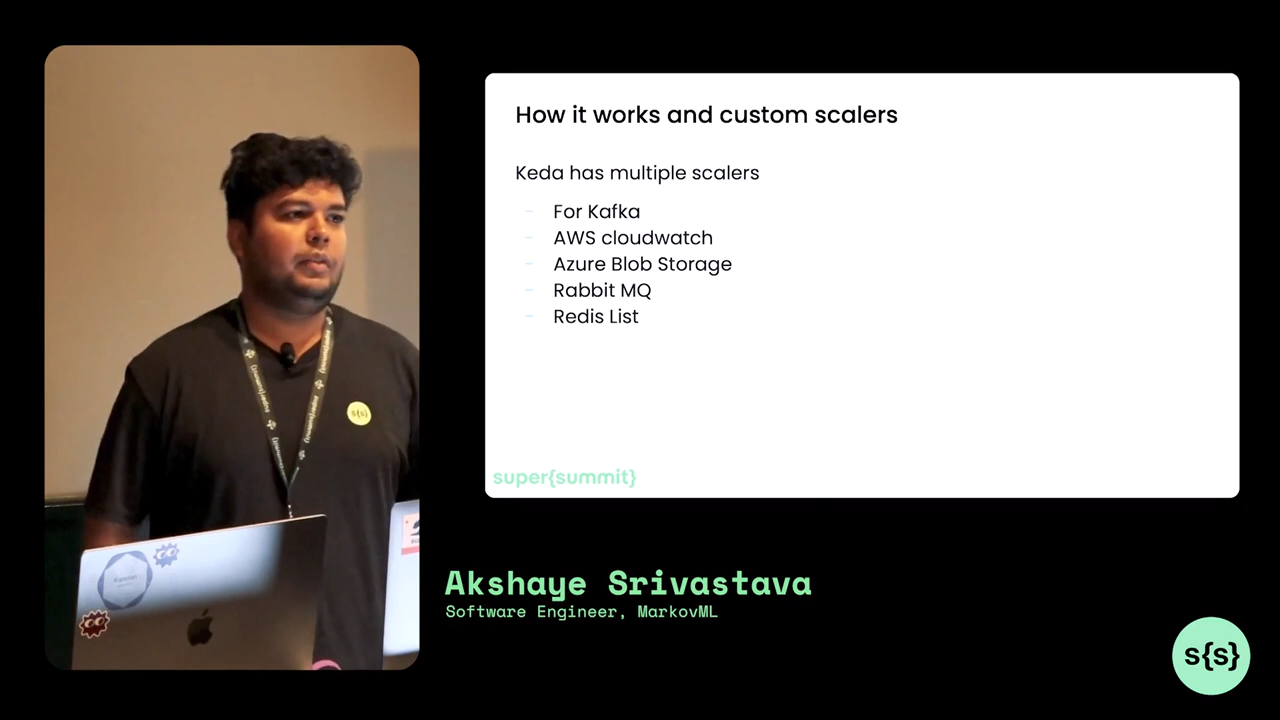 How it works and custom scalers
Keda has multiple scalers
- For Kafka
- AWS cloudwatch
- Azure Blob Storage
- Rabbit MQ
- Redis List
super{summit}
Akshaye Srivastava
Software Engineer, MarkovML
s{s}
s{s}